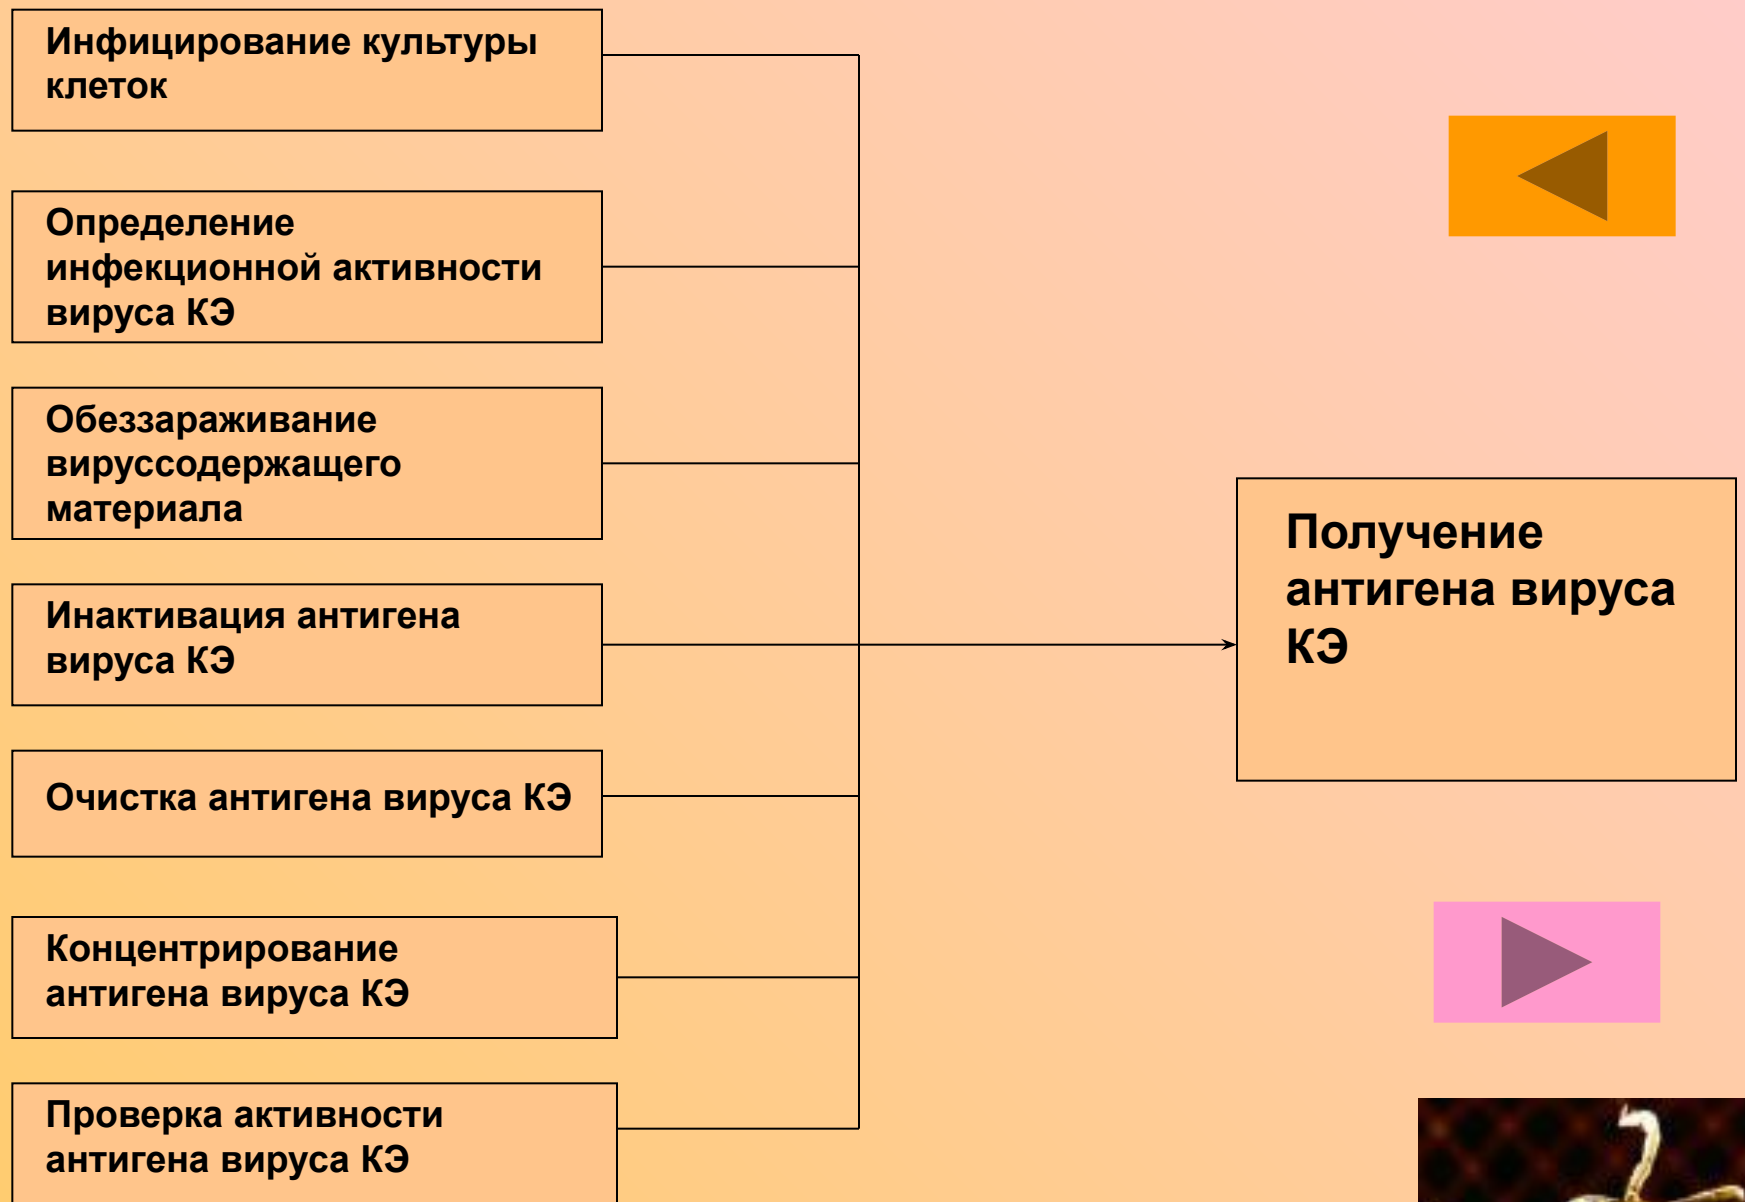 Инфицирование культуры
клеток
Определение
инфекционной активности
вируса КЭ
Обеззараживание
вируссодержащего
материала
Инактивация антигена
вируса КЭ
Очистка антигена вируса КЭ
Концентрирование
антигена вируса КЭ
Проверка активности
антигена вируса КЭ
Получение
антигена вируса
КЭ